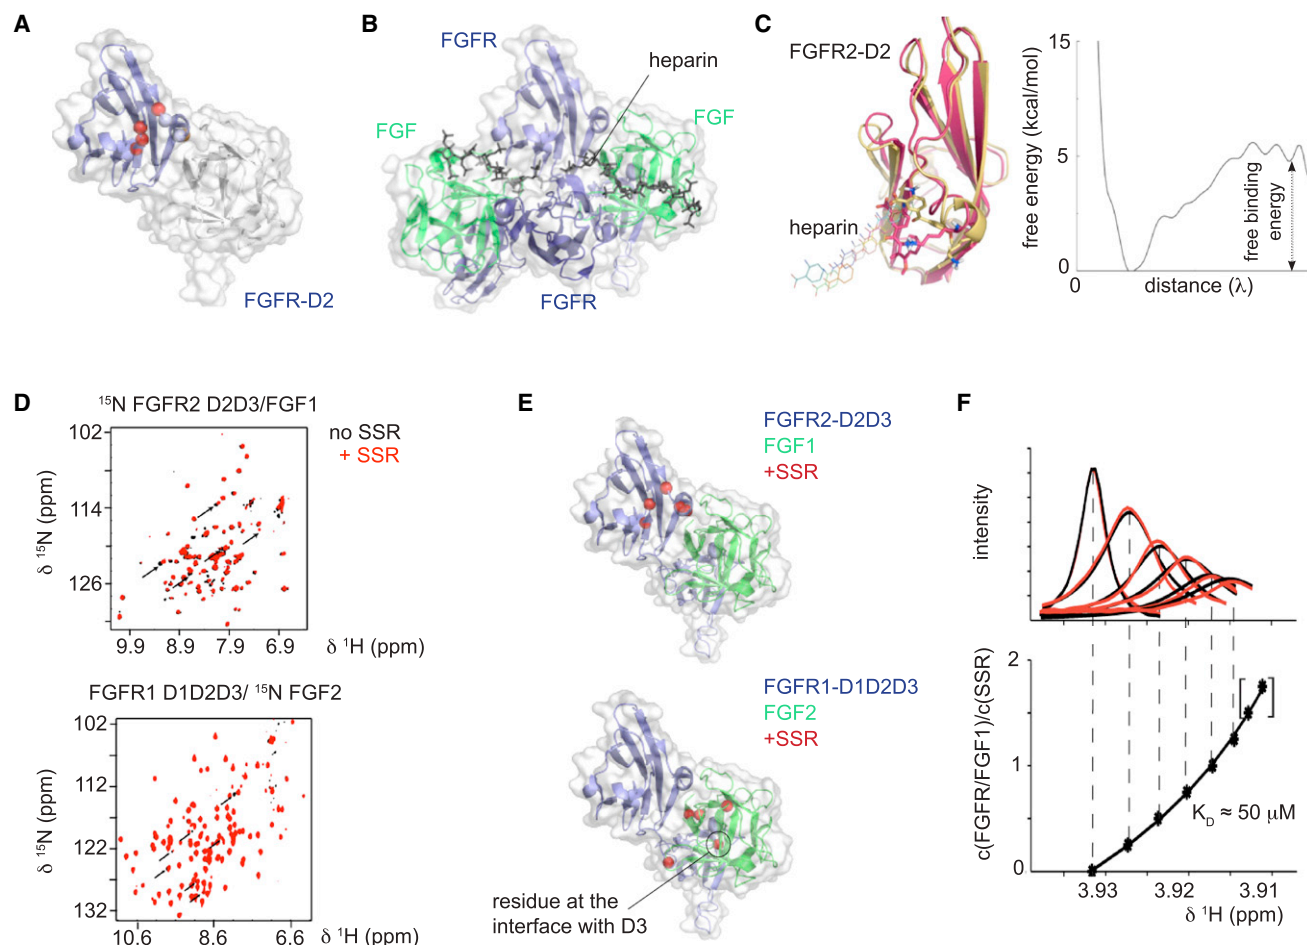 A
FGFR-D2
B
FGFR
heparin
FGF
FGF
FGFR
C
FGFR2-D2
heparin
free energy (kcal/mol)
15
5
0
0
distance (λ)
free binding
energy
D
¹⁵N FGFR2 D2D3/FGF1
no SSR
+ SSR
δ ¹⁵N (ppm)
102
114
126
9.9 8.9 7.9 6.9 δ ¹H (ppm)
FGFR1 D1D2D3/ ¹⁵N FGF2
δ ¹⁵N (ppm)
102
112
122
132
10.6 8.6 6.6 δ ¹H (ppm)
E
FGFR2-D2D3
FGF1
+SSR
FGFR1-D1D2D3
FGF2
+SSR
residue at the
interface with D3
F
intensity
c(FGFR/FGF1)/c(SSR)
2
1
0
K_D ≈ 50 μM
3.93 3.92 3.91
δ ¹H (ppm)